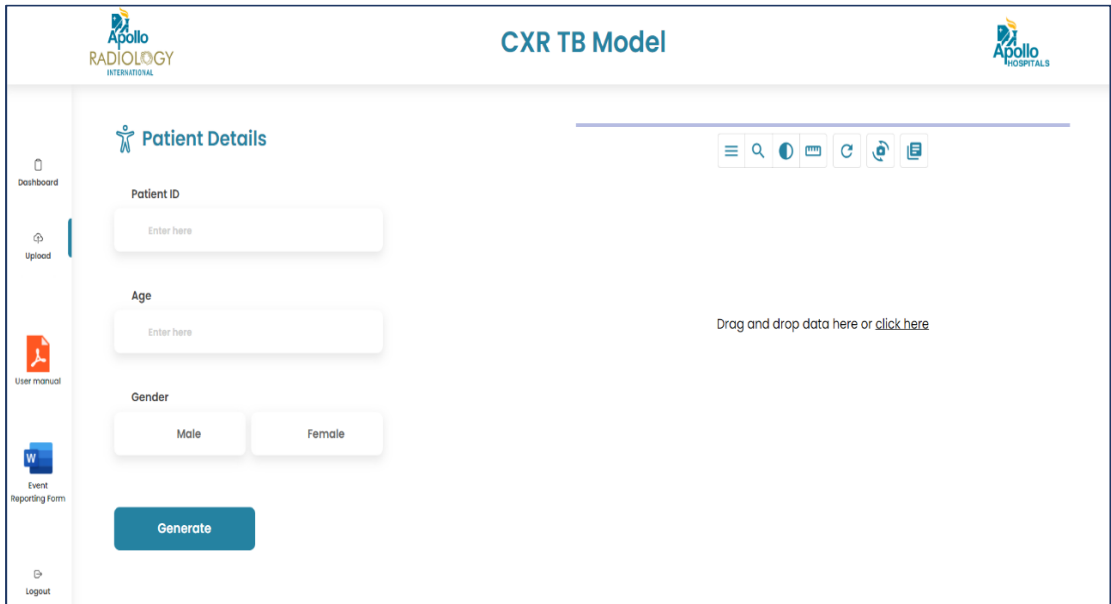 Apollo
RADIOLOGY
INTERNATIONAL
CXR TB Model
Apollo
HOSPITALS
Dashboard
Upload
User manual
W
Event
Reporting Form
Logout
Patient Details
Patient ID
Enter here
Age
Enter here
Gender
Male Female
Generate
Drag and drop data here or click here